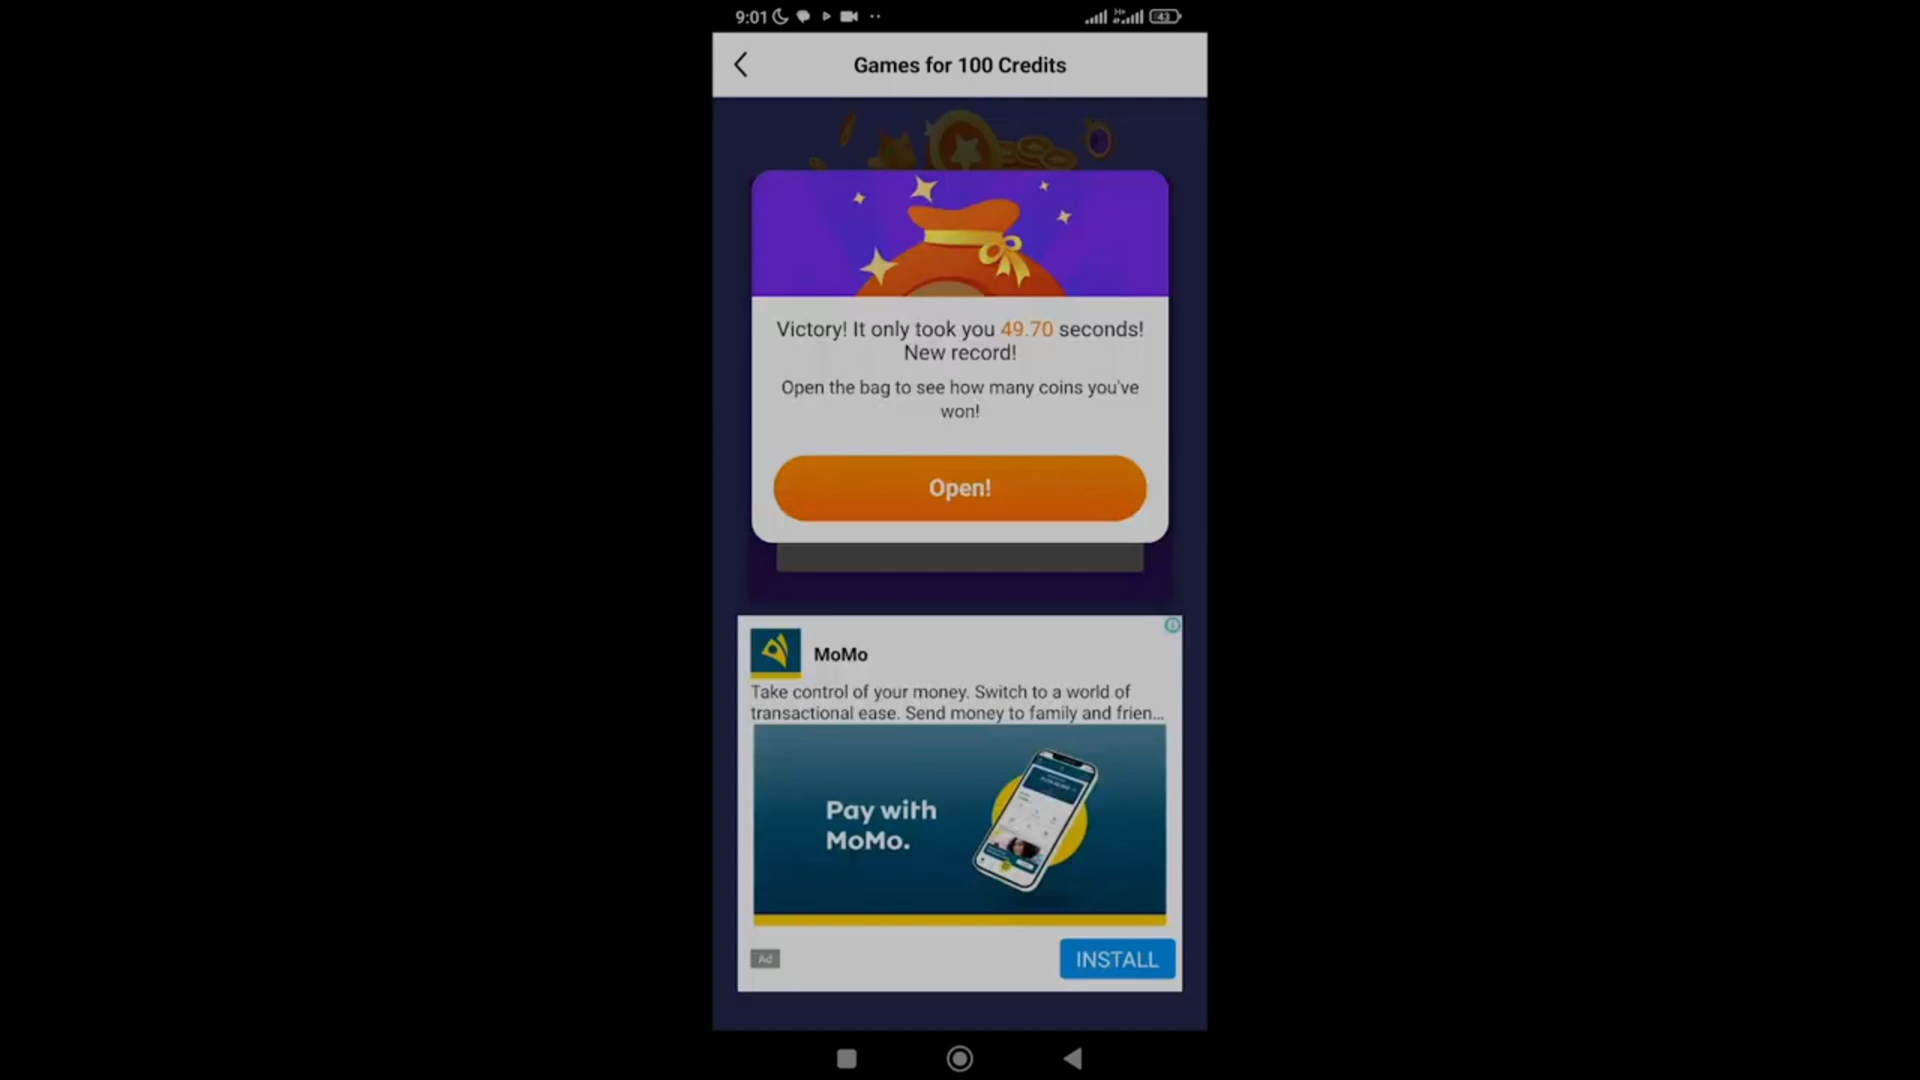 9:01
43
Games for 100 Credits
Victory! It only took you 49.70 seconds!
New record!
Open the bag to see how many coins you've
won!
Open!
MoMo
Take control of your money. Switch to a world of
transactional ease. Send money to family and frien...
Pay with
MoMo.
Ad
INSTALL